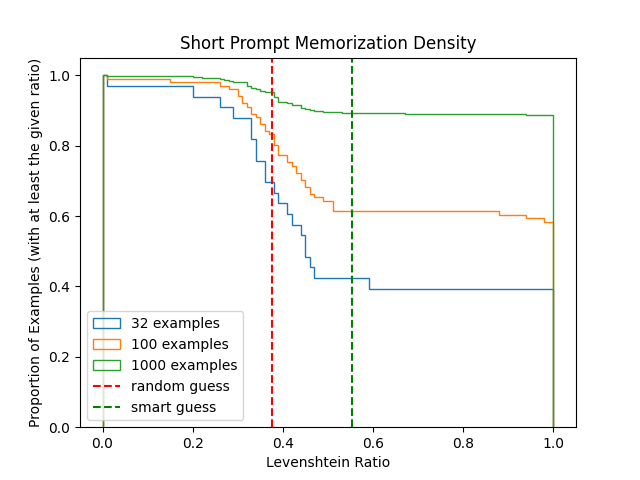 Short Prompt Memorization Density
Proportion of Examples (with at least the given ratio)
1.0
0.8
0.6
0.4
0.2
0.0
32 examples
100 examples
1000 examples
random guess
smart guess
0.0 0.2 0.4 0.6 0.8 1.0
Levenshtein Ratio